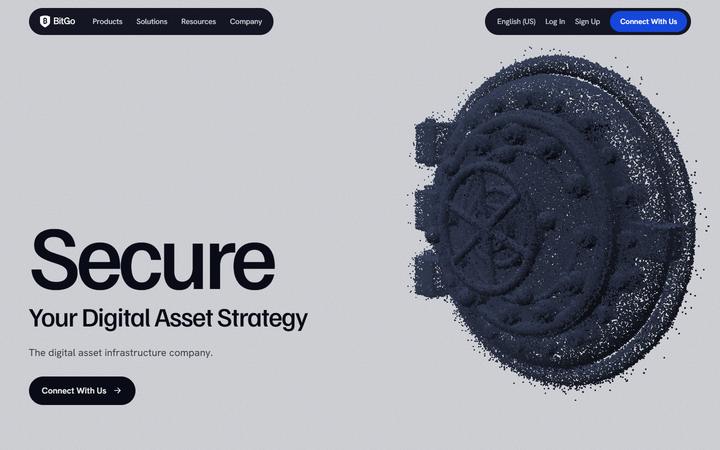 BitGo Products Solutions Resources Company
English (US) Log In Sign Up Connect With Us
Secure
Your Digital Asset Strategy
The digital asset infrastructure company.
Connect With Us